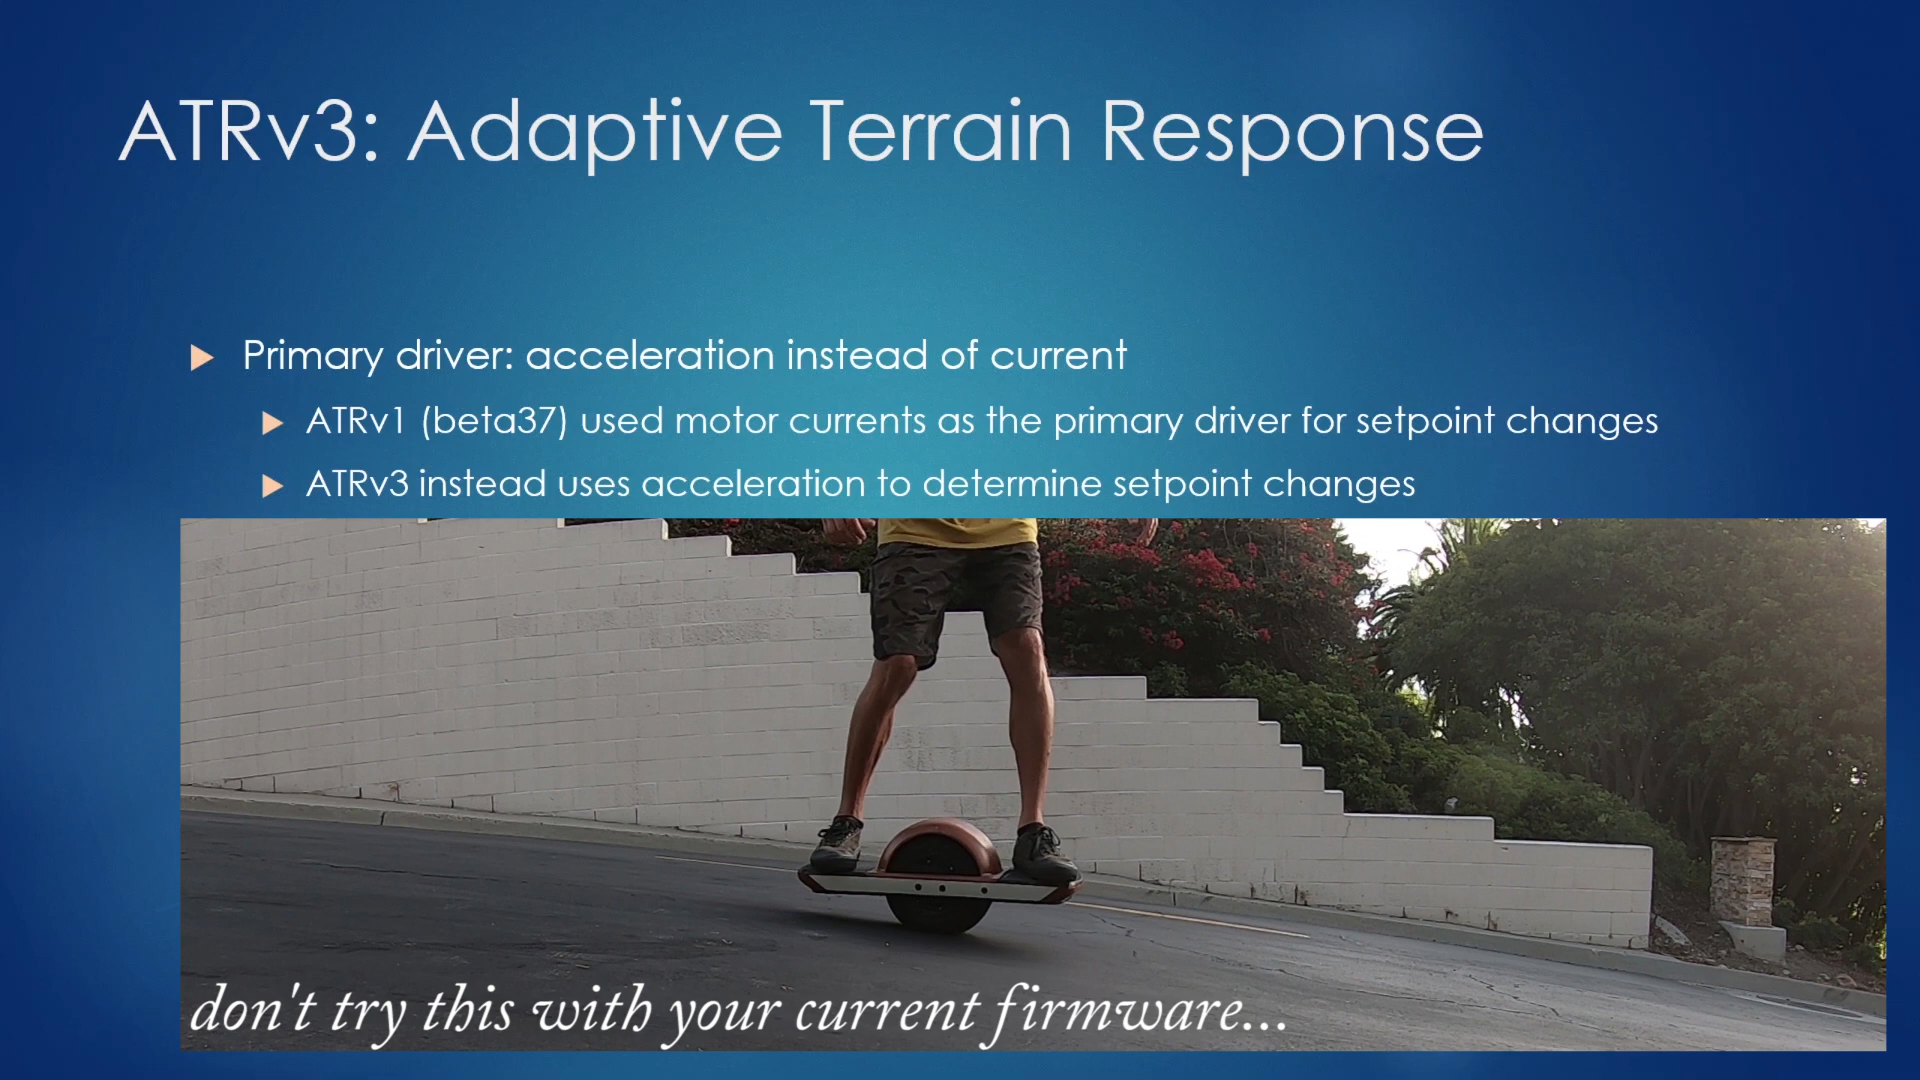 ATRv3: Adaptive Terrain Response
Primary driver: acceleration instead of current
ATRv1 (beta37) used motor currents as the primary driver for setpoint changes
ATRv3 instead uses acceleration to determine setpoint changes
don't try this with your current firmware...